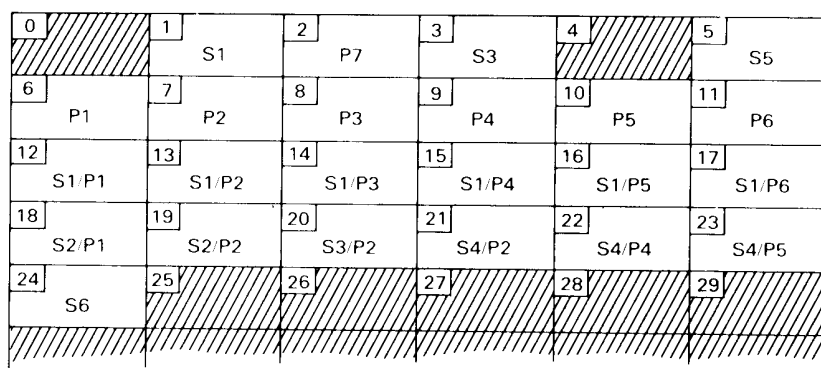 0 1 2 3 4 5
S1 P7 S3 S5
6 7 8 9 10 11
P1 P2 P3 P4 P5 P6
12 13 14 15 16 17
S1/P1 S1/P2 S1/P3 S1/P4 S1/P5 S1/P6
18 19 20 21 22 23
S2/P1 S2/P2 S3/P2 S4/P2 S4/P4 S4/P5
24 25 26 27 28 29
S6